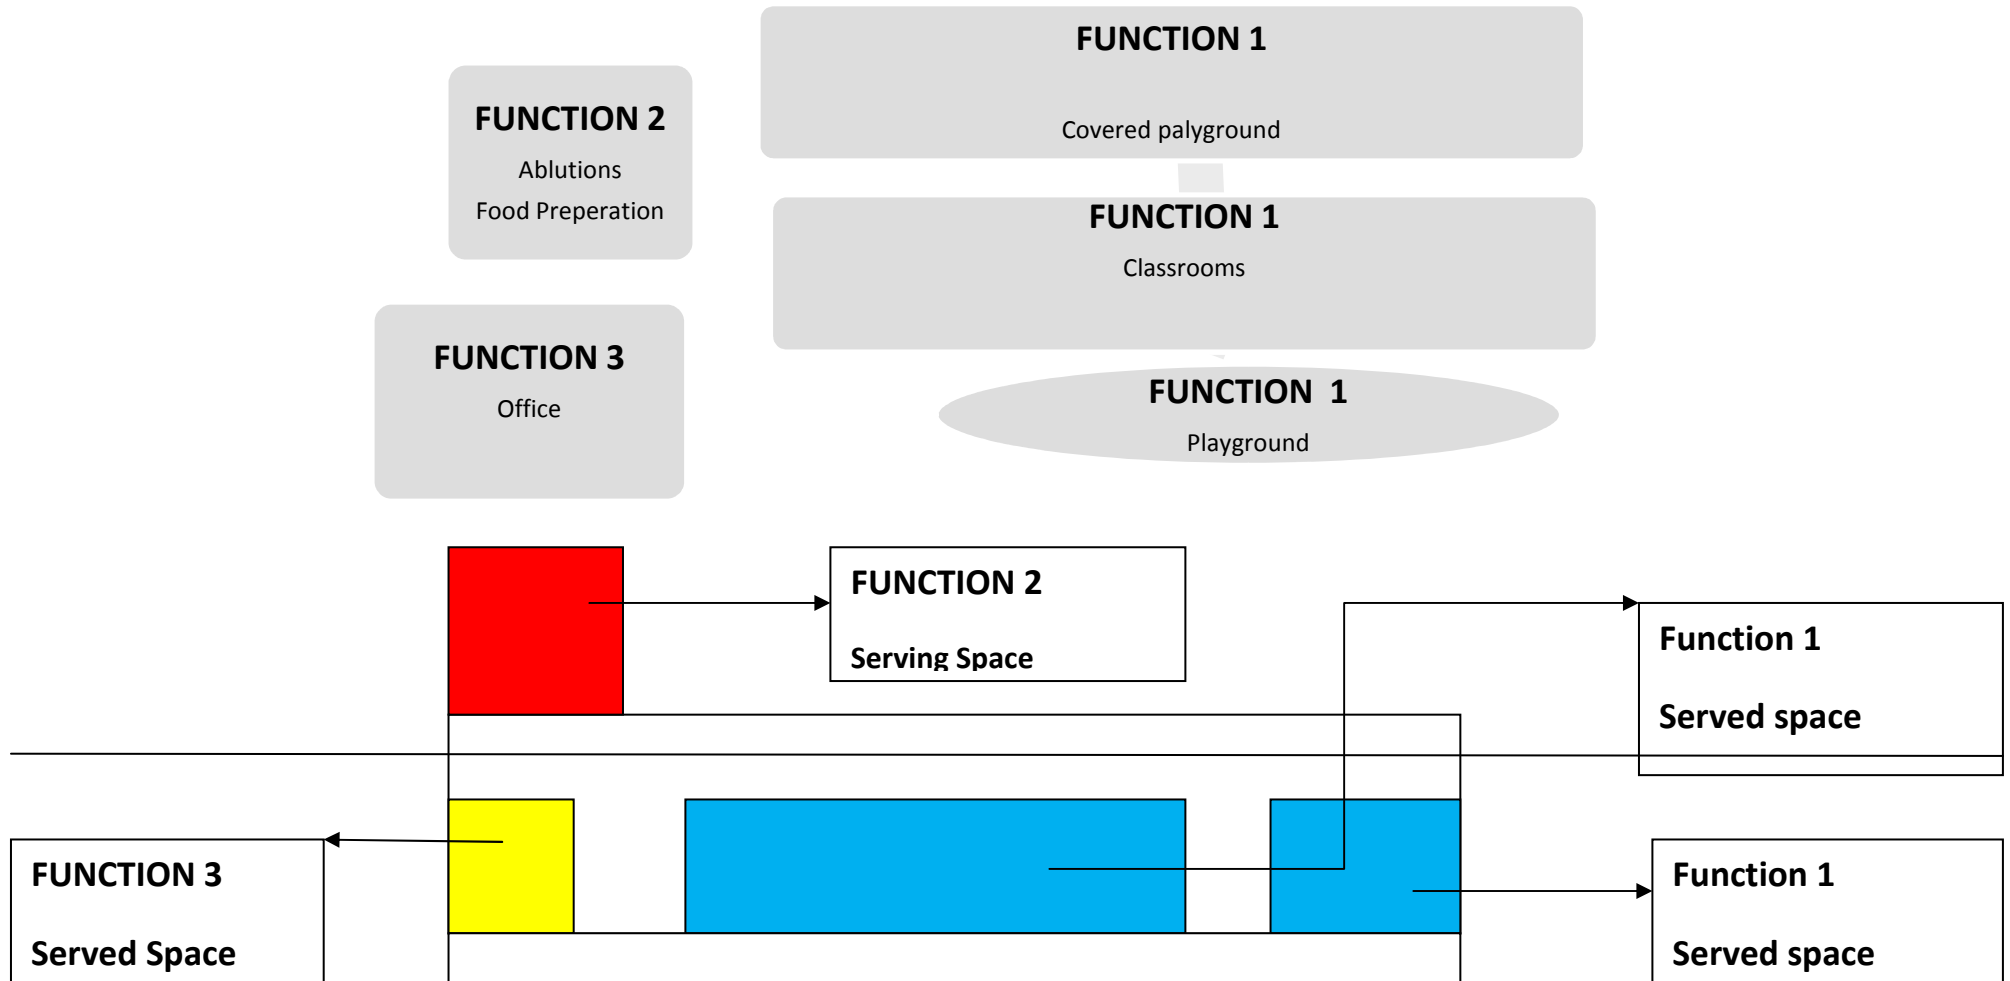 FUNCTION 1
Covered palyground
FUNCTION 2
Ablutions
Food Preperation
FUNCTION 1
Classrooms
FUNCTION 3
Office
FUNCTION  1
Playground
FUNCTION 2
Serving Space
Function 1
Served space
FUNCTION 3
Served Space
Function 1
Served space